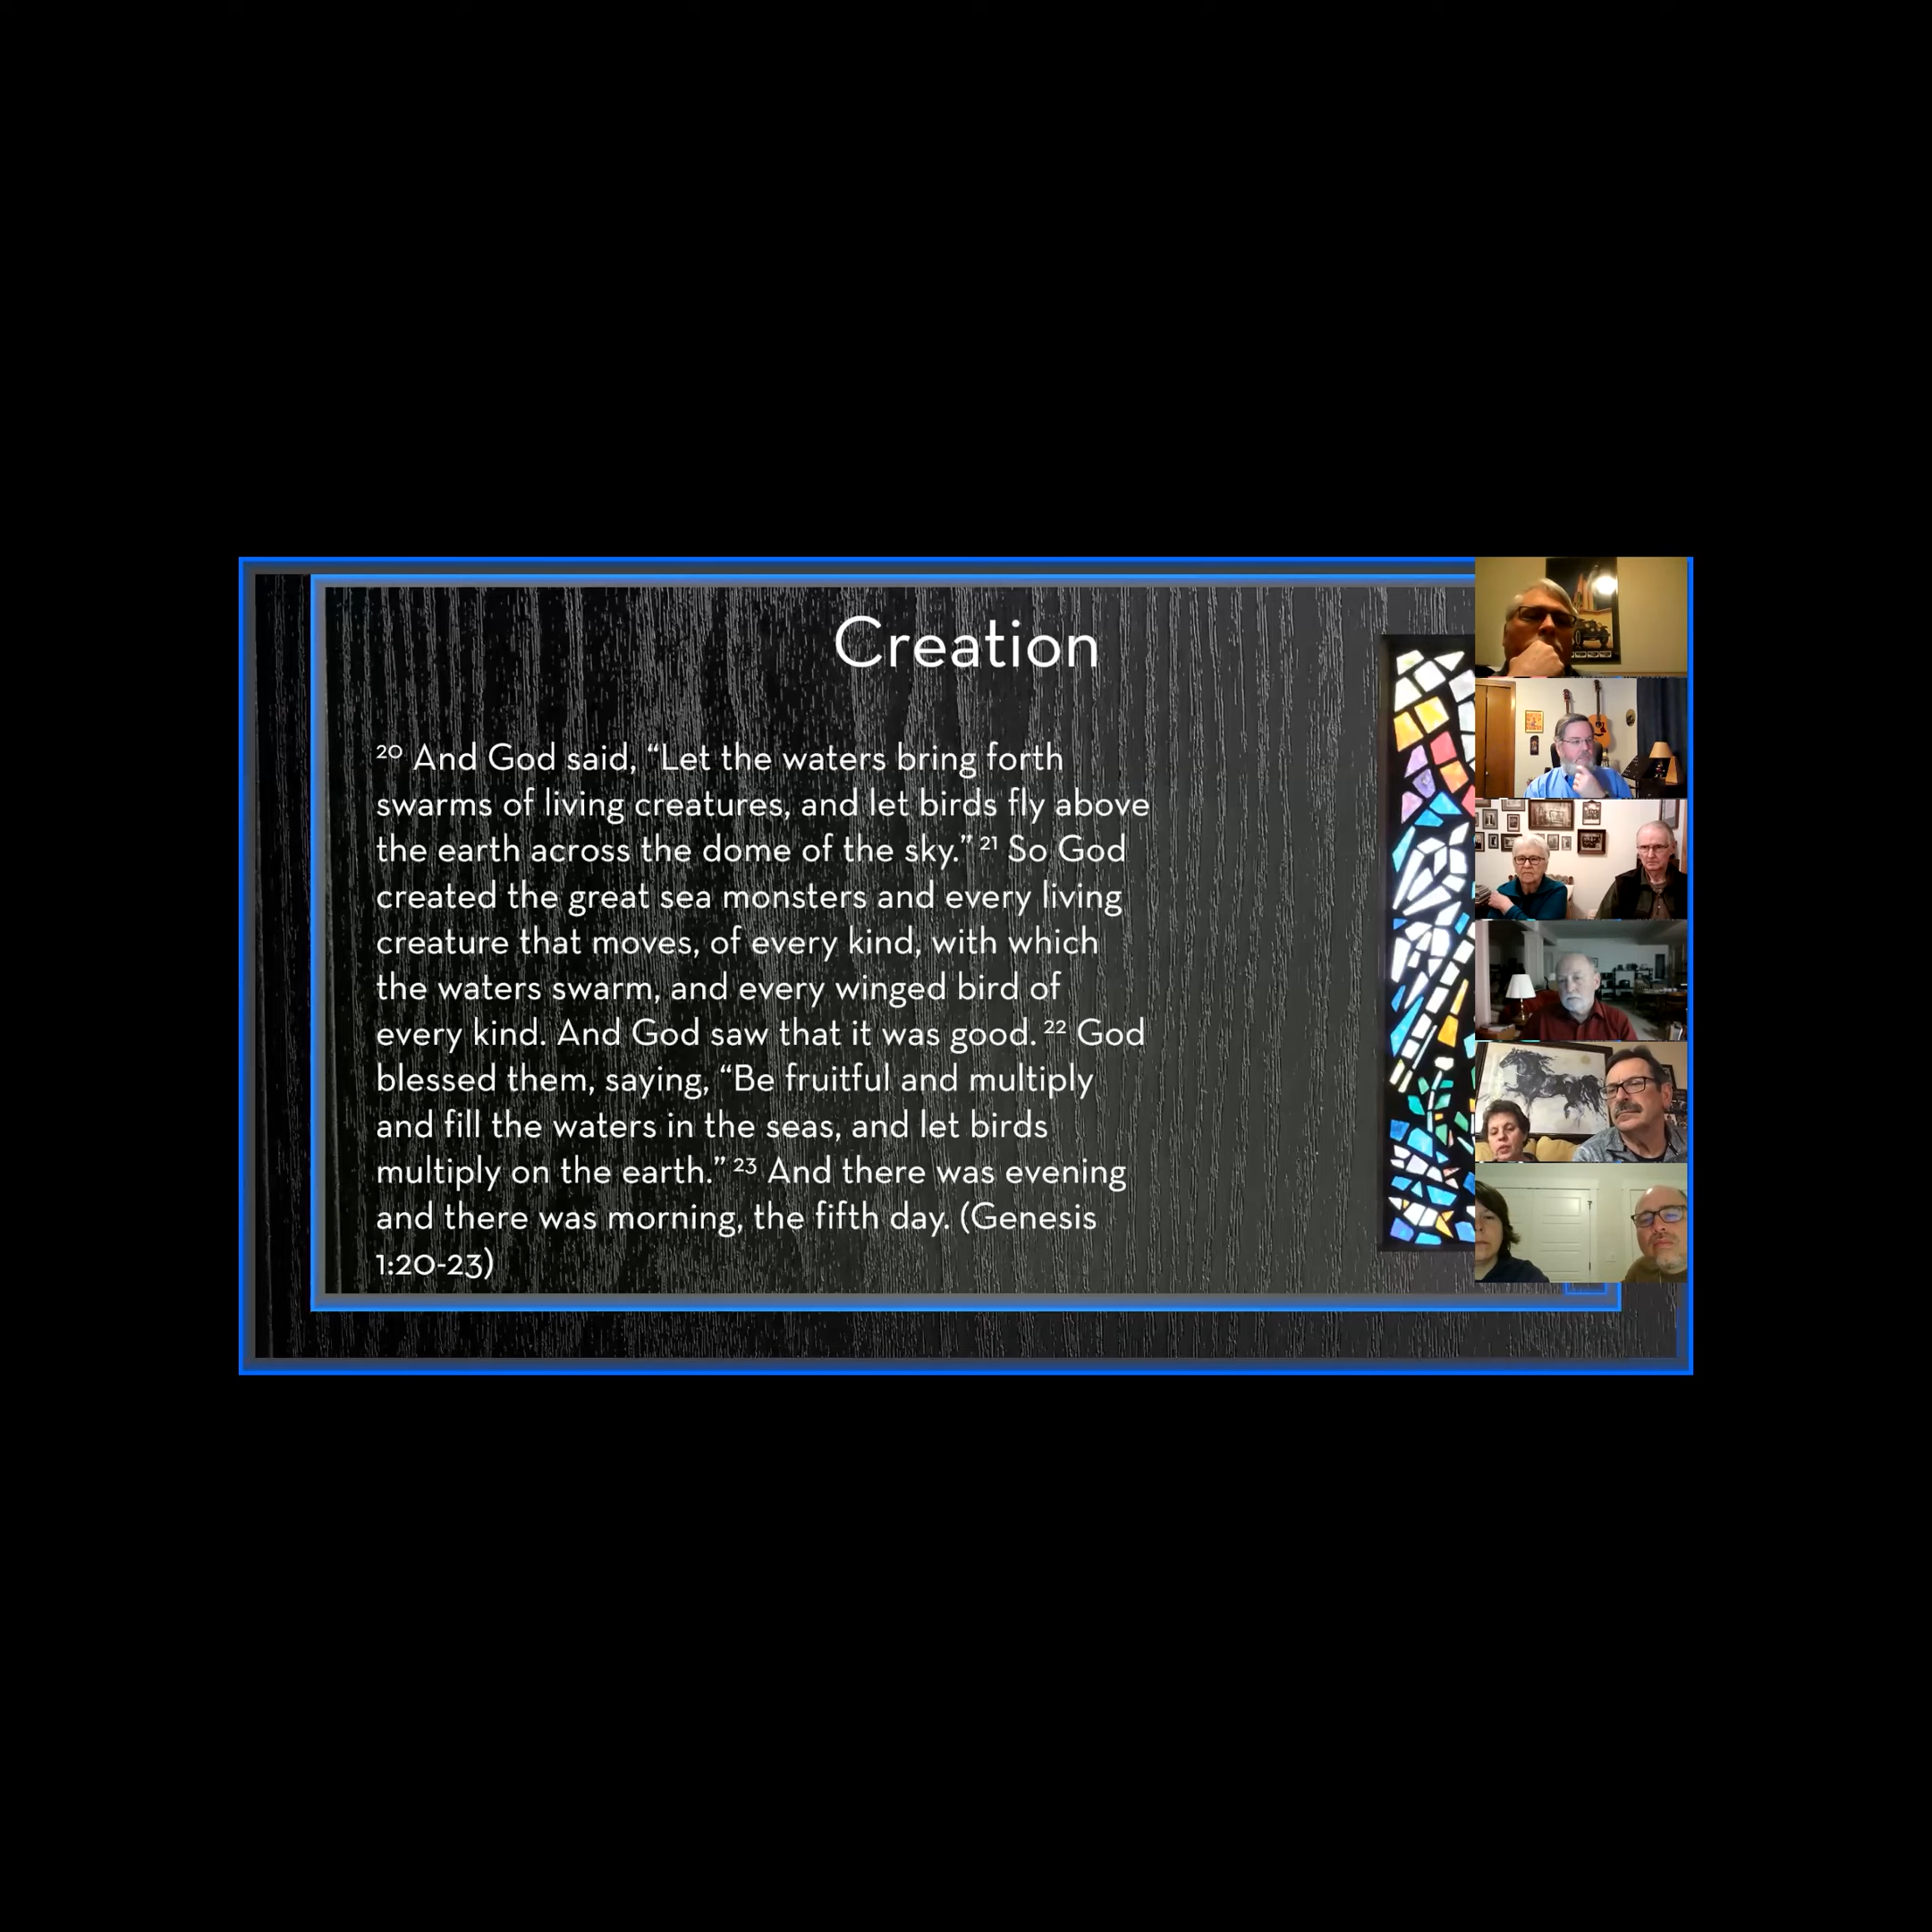 Creation
²⁰ And God said, “Let the waters bring forth
swarms of living creatures, and let birds fly above
the earth across the dome of the sky.” ²¹ So God
created the great sea monsters and every living
creature that moves, of every kind, with which
the waters swarm, and every winged bird of
every kind. And God saw that it was good. ²² God
blessed them, saying, “Be fruitful and multiply
and fill the waters in the seas, and let birds
multiply on the earth.” ²³ And there was evening
and there was morning, the fifth day. (Genesis
1:20-23)